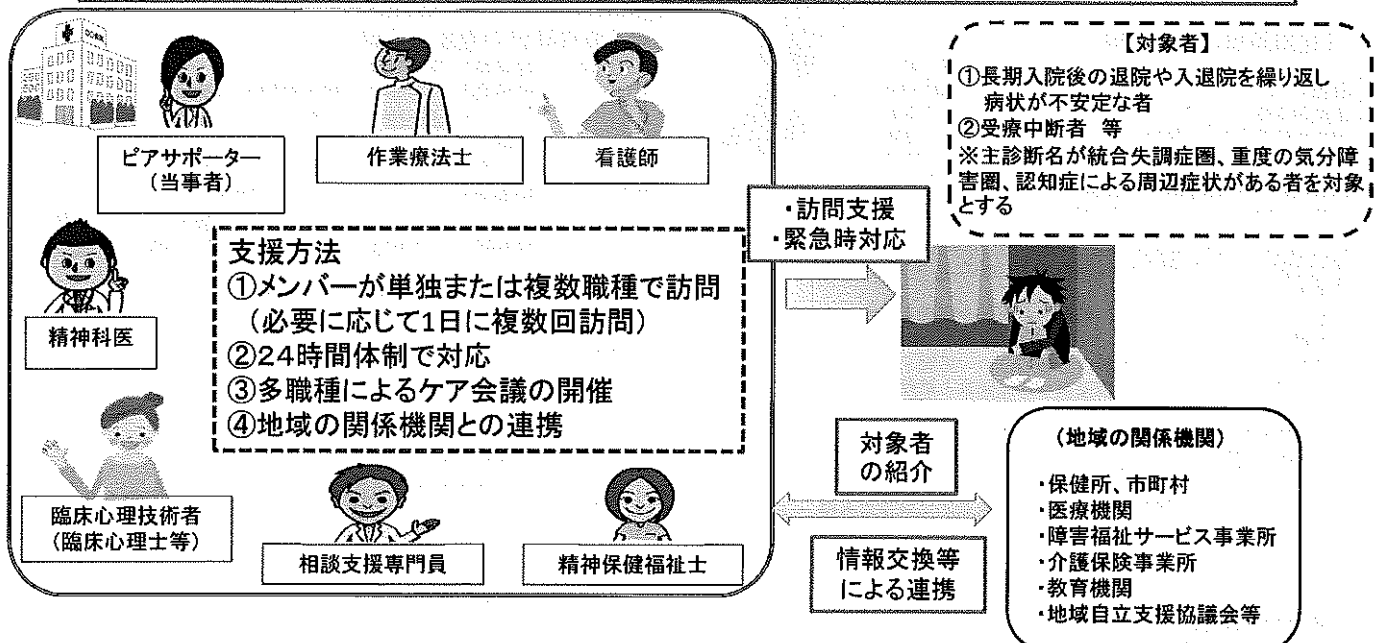 ピアサポーター
（当事者）
作業療法士
看護師
精神科医
支援方法
①メンバーが単独または複数職種で訪問
（必要に応じて1日に複数回訪問）
②24時間体制で対応
③多職種によるケア会議の開催
④地域の関係機関との連携
臨床心理技術者
（臨床心理士等）
相談支援専門員
精神保健福祉士
・訪問支援
・緊急時対応
【対象者】
①長期入院後の退院や入退院を繰り返し
病状が不安定な者
②受療中断者 等
※主診断名が統合失調症圏、重度の気分障
害圏、認知症による周辺症状がある者を対象
とする
対象者
の紹介
情報交換等
による連携
（地域の関係機関）
・保健所、市町村
・医療機関
・障害福祉サービス事業所
・介護保険事業所
・教育機関
・地域自立支援協議会等